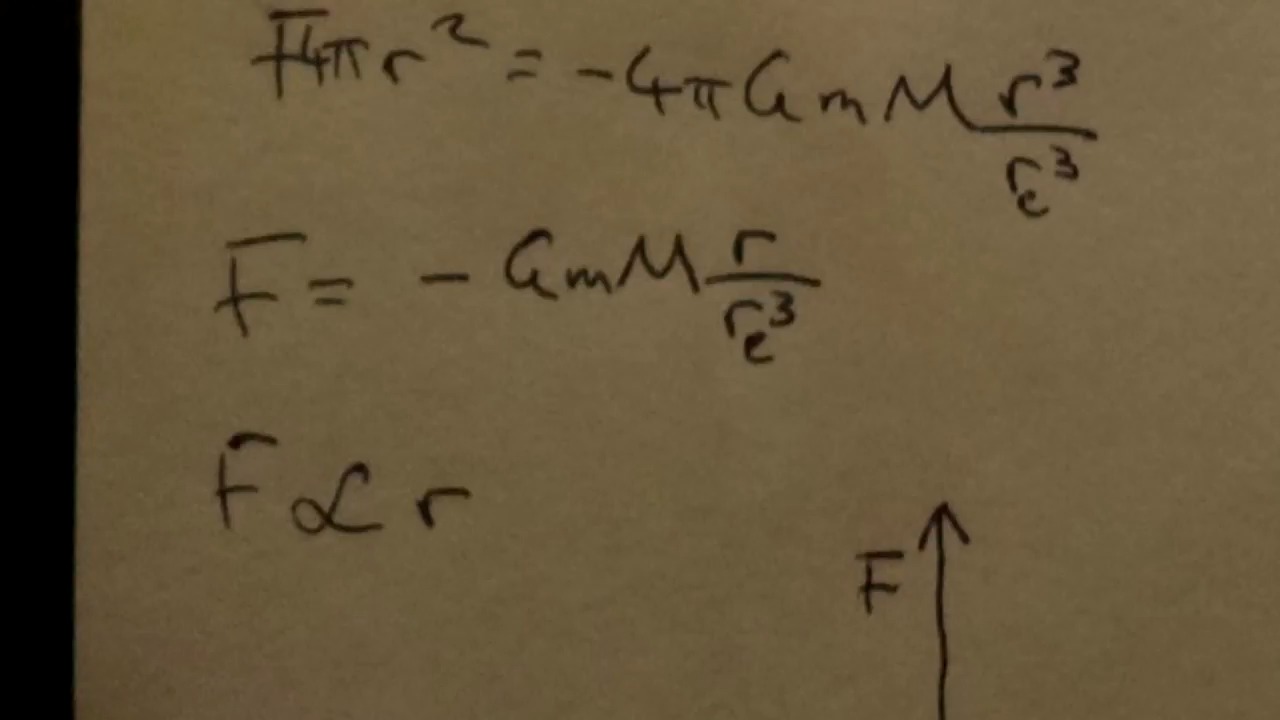 F4πr² = -4πGmM r³/rₑ³
F = - GmM r/rₑ³
F ∝ r
F